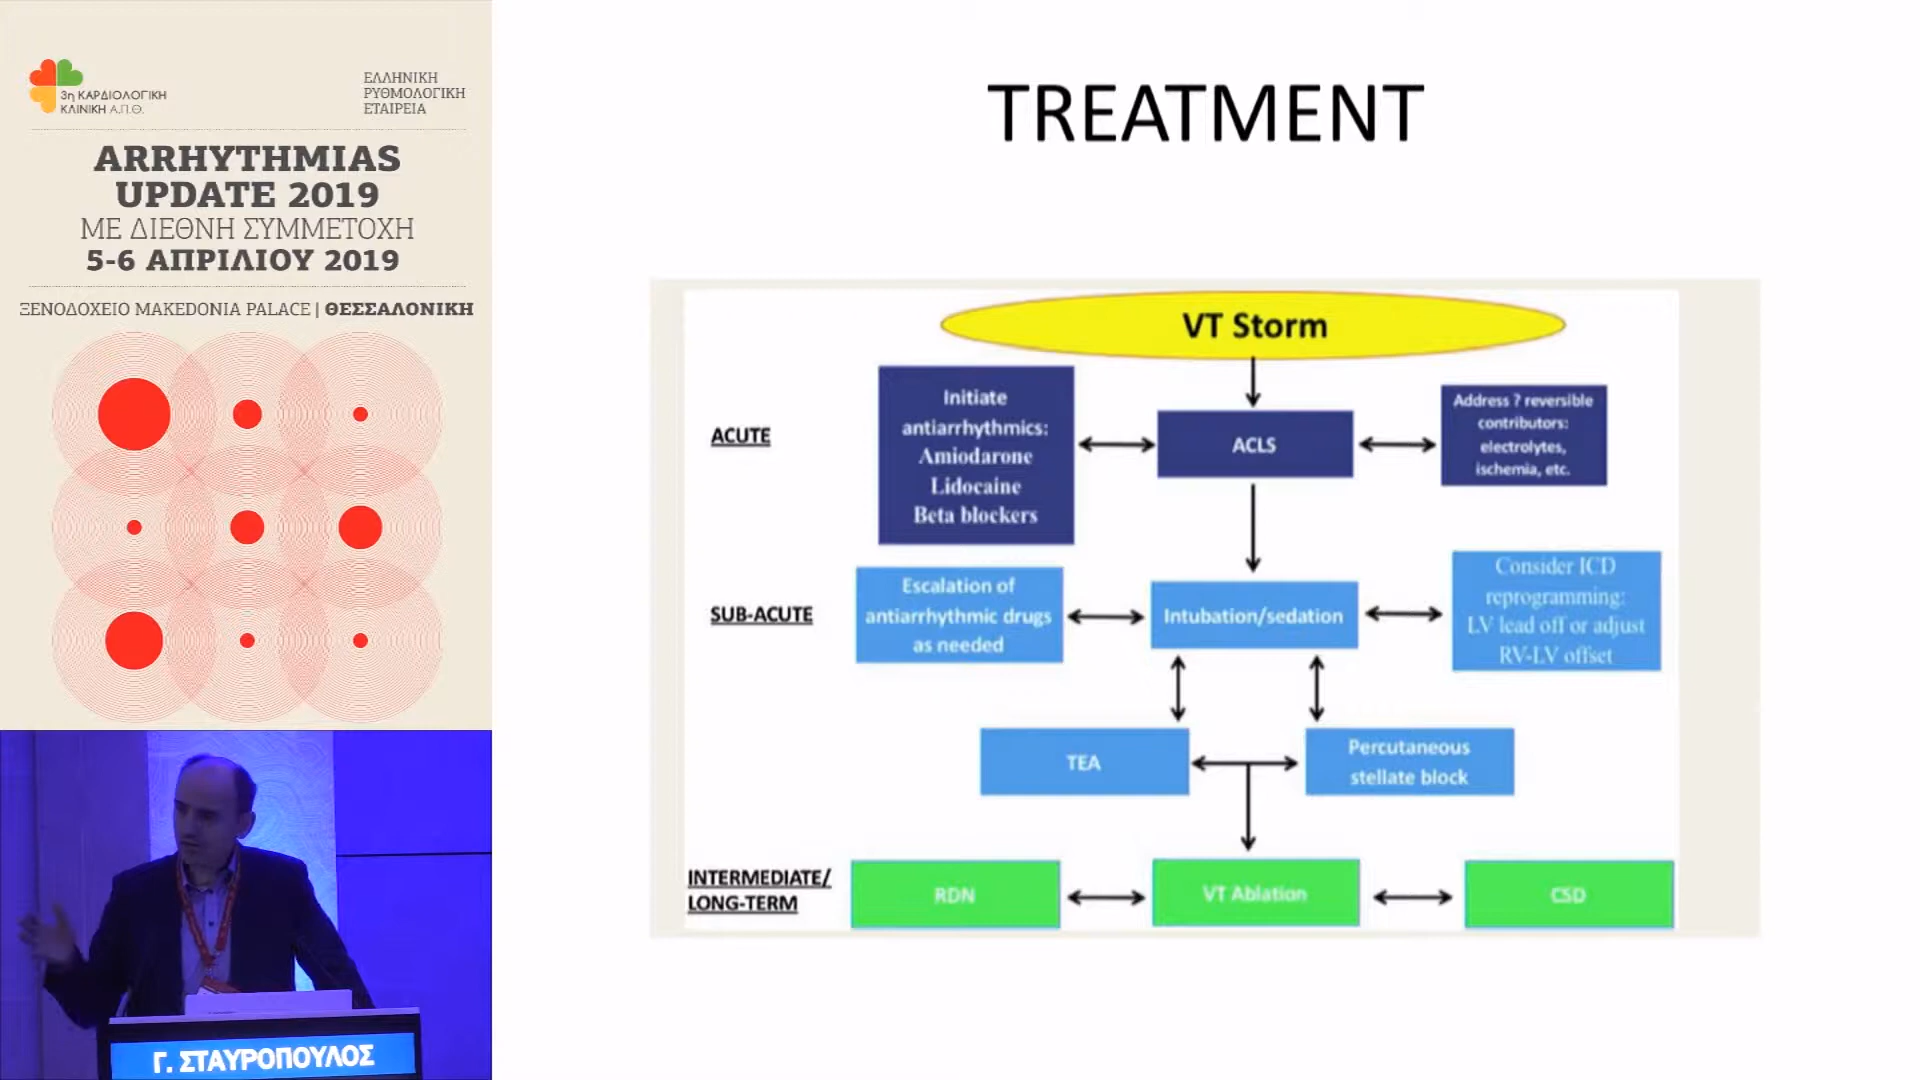 3η ΚΑΡΔΙΟΛΟΓΙΚΗ
ΚΛΙΝΙΚΗ Α.Π.Θ.
ΕΛΛΗΝΙΚΗ
ΡΥΘΜΟΛΟΓΙΚΗ
ΕΤΑΙΡΕΙΑ
ARRHYTHMIAS
UPDATE 2019
ΜΕ ΔΙΕΘΝΗ ΣΥΜΜΕΤΟΧΗ
5-6 ΑΠΡΙΛΙΟΥ 2019
ΞΕΝΟΔΟΧΕΙΟ MAKEDONIA PALACE | ΘΕΣΣΑΛΟΝΙΚΗ
Γ. ΣΤΑΥΡΟΠΟΥΛΟΣ
TREATMENT
VT Storm
ACUTE
Initiate
antiarrhythmics:
Amiodarone
Lidocaine
Beta blockers
ACLS
Address ? reversible
contributors:
electrolytes,
ischemia, etc.
SUB-ACUTE
Escalation of
antiarrhythmic drugs
as needed
Intubation/sedation
Consider ICD
reprogramming:
LV lead off or adjust
RV-LV offset
TEA
Percutaneous
stellate block
INTERMEDIATE/
LONG-TERM
RDN
VT Ablation
CSD